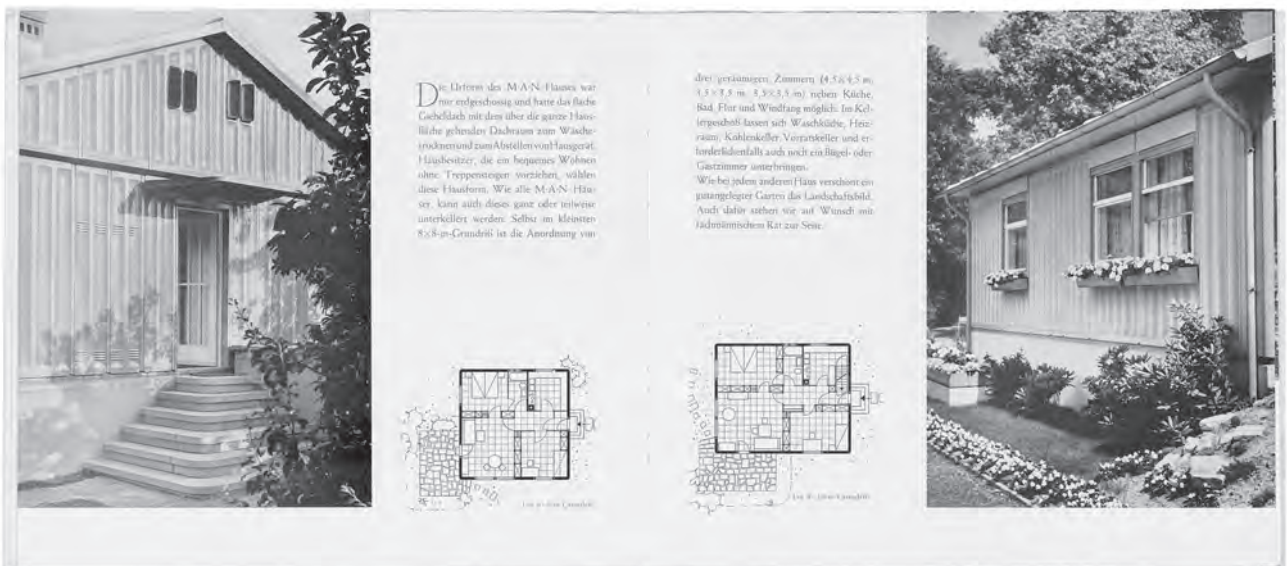 Die Urform des M·A·N-Hauses war
nur erdgeschossig und hatte das flache
Giebeldach mit dem über die ganze Haus-
fläche gehenden Dachraum zum Wäsche-
trocknen und zum Abstellen von Hausgerät.
Hausbesitzer, die ein bequemes Wohnen
ohne Treppensteigen vorziehen, wählen
diese Hausform. Wie alle M·A·N-Häu-
ser, kann auch dieses ganz oder teilweise
unterkellert werden. Selbst im kleinsten
8×8-m-Grundriß ist die Anordnung von
drei geräumigen Zimmern (4,5×4,5 m,
3,5×3,5 m) neben Küche,
Bad, Flur und Windfang möglich. Im Kel-
lergeschoß lassen sich Waschküche, Heiz-
raum, Kohlenkeller, Vorratskeller und er-
forderlichenfalls auch noch ein Bügel- oder
Gastzimmer unterbringen.
Wie bei jedem anderen Haus verschönt ein
gutangelegter Garten das Landschaftsbild.
Auch dafür stehen wir auf Wunsch mit
fachmännischem Rat zur Seite.